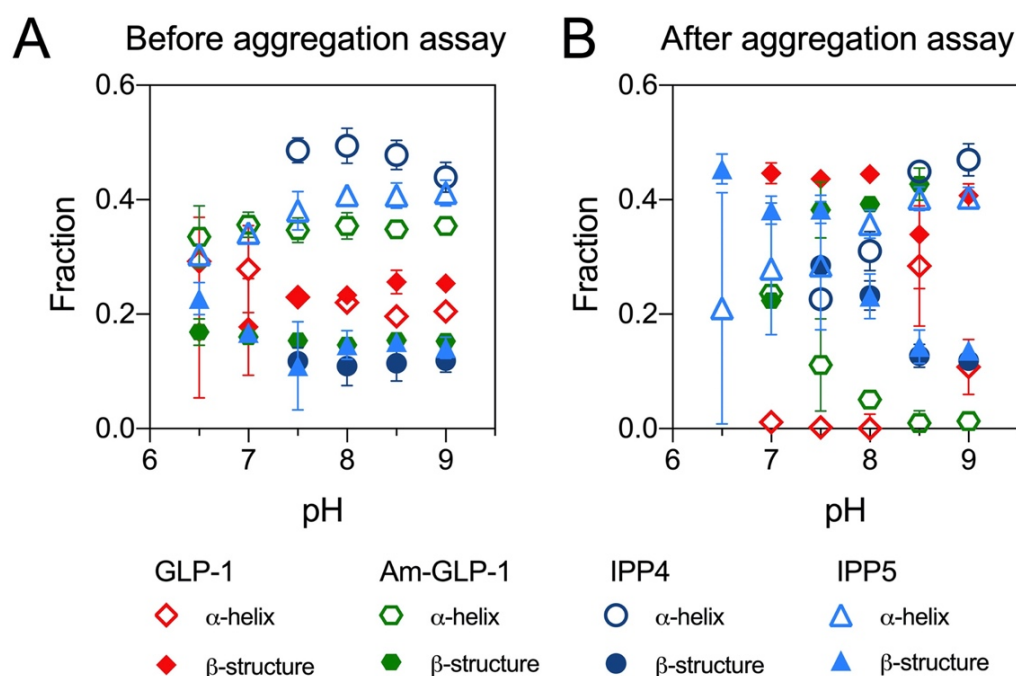 A Before aggregation assay
B After aggregation assay
0.6
0.4
0.2
0.0
Fraction
6 7 8 9
pH
0.6
0.4
0.2
0.0
Fraction
6 7 8 9
pH
GLP-1 Am-GLP-1 IPP4 IPP5
α-helix α-helix α-helix α-helix
β-structure β-structure β-structure β-structure